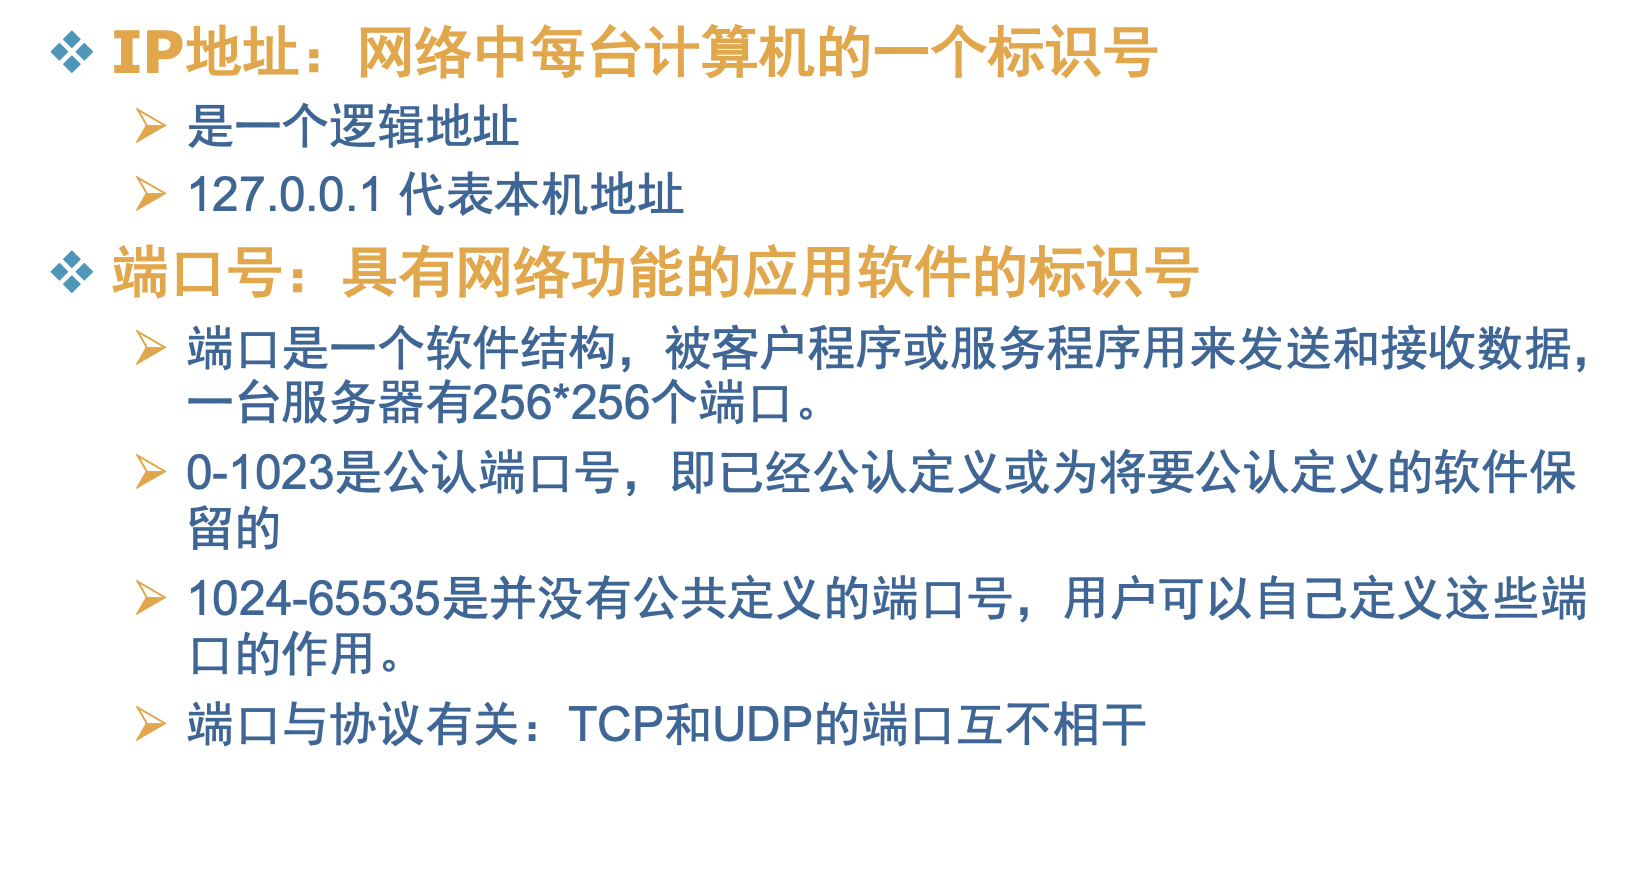 IP地址：网络中每台计算机的一个标识号
是一个逻辑地址
127.0.0.1 代表本机地址
端口号：具有网络功能的应用软件的标识号
端口是一个软件结构，被客户程序或服务程序用来发送和接收数据，
一台服务器有256*256个端口。
0-1023是公认端口号，即已经公认定义或为将要公认定义的软件保
留的
1024-65535是并没有公共定义的端口号，用户可以自己定义这些端
口的作用。
端口与协议有关：TCP和UDP的端口互不相干